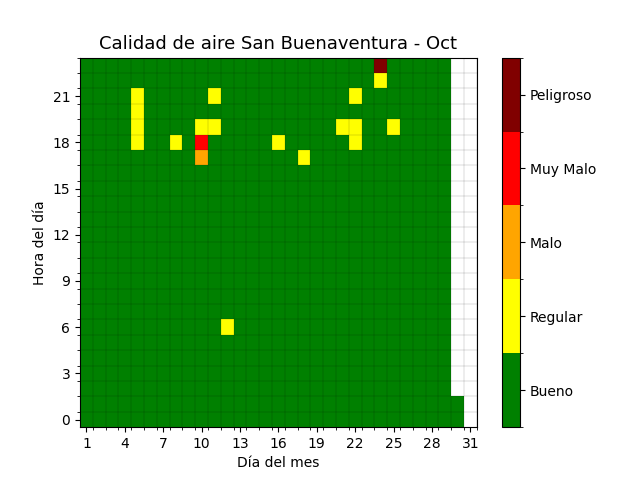 Calidad de aire San Buenaventura - Oct
Hora del día
21
18
15
12
9
6
3
0
1 4 7 10 13 16 19 22 25 28 31
Día del mes
Peligroso
Muy Malo
Malo
Regular
Bueno